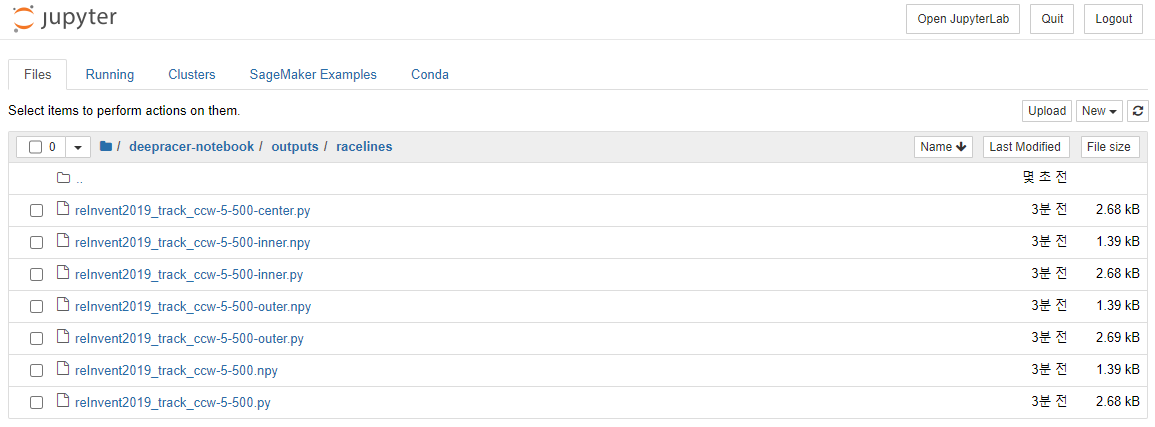 jupyter
Open JupyterLab Quit Logout
Files Running Clusters SageMaker Examples Conda
Select items to perform actions on them.
Upload New
0 / deepracer-notebook / outputs / racelines Name Last Modified File size
.. 몇 초 전
reInvent2019_track_ccw-5-500-center.py 3분 전 2.68 kB
reInvent2019_track_ccw-5-500-inner.npy 3분 전 1.39 kB
reInvent2019_track_ccw-5-500-inner.py 3분 전 2.68 kB
reInvent2019_track_ccw-5-500-outer.npy 3분 전 1.39 kB
reInvent2019_track_ccw-5-500-outer.py 3분 전 2.69 kB
reInvent2019_track_ccw-5-500.npy 3분 전 1.39 kB
reInvent2019_track_ccw-5-500.py 3분 전 2.68 kB